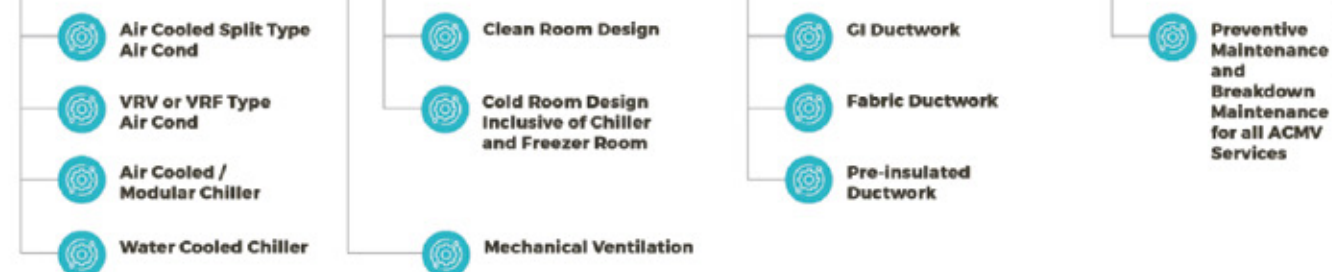 Air Cooled Split Type
Air Cond
VRV or VRF Type
Air Cond
Air Cooled /
Modular Chiller
Water Cooled Chiller
Clean Room Design
Cold Room Design
Inclusive of Chiller
and Freezer Room
Mechanical Ventilation
GI Ductwork
Fabric Ductwork
Pre-insulated
Ductwork
Preventive
Maintenance
and
Breakdown
Maintenance
for all ACMV
Services